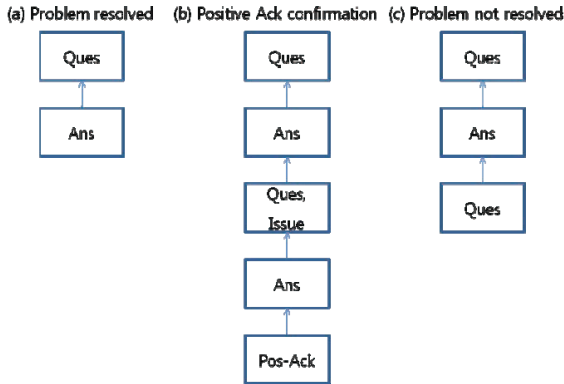 (a) Problem resolved
(b) Positive Ack confirmation
(c) Problem not resolved
Ques
Ans
Ques
Ans
Ques,
Issue
Ans
Pos-Ack
Ques
Ans
Ques